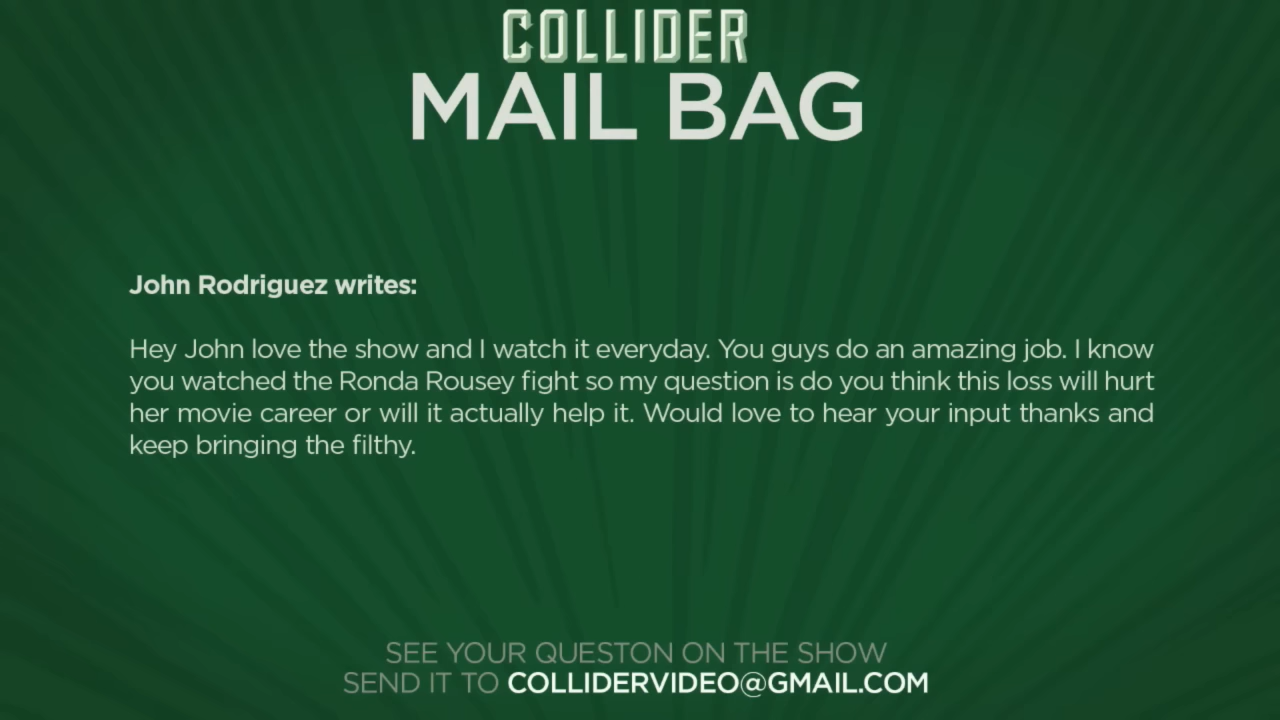 COLLIDER
MAIL BAG
John Rodriguez writes:
Hey John love the show and I watch it everyday. You guys do an amazing job. I know
you watched the Ronda Rousey fight so my question is do you think this loss will hurt
her movie career or will it actually help it. Would love to hear your input thanks and
keep bringing the filthy.
SEE YOUR QUESTON ON THE SHOW
SEND IT TO COLLIDERVIDEO@GMAIL.COM